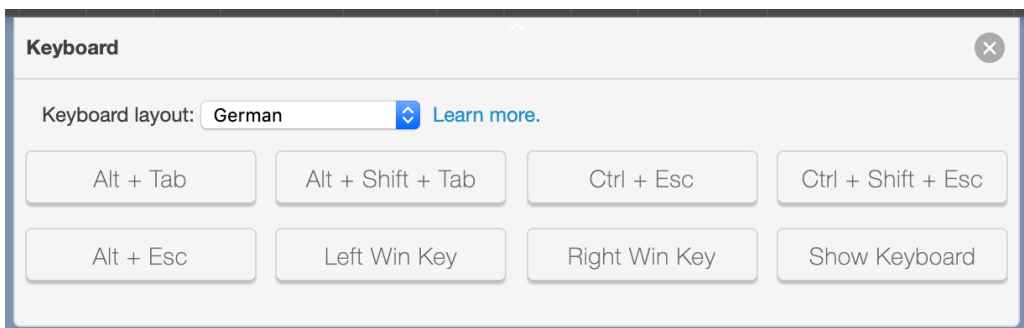 Keyboard
Keyboard layout: German Learn more.
Alt + Tab Alt + Shift + Tab Ctrl + Esc Ctrl + Shift + Esc
Alt + Esc Left Win Key Right Win Key Show Keyboard